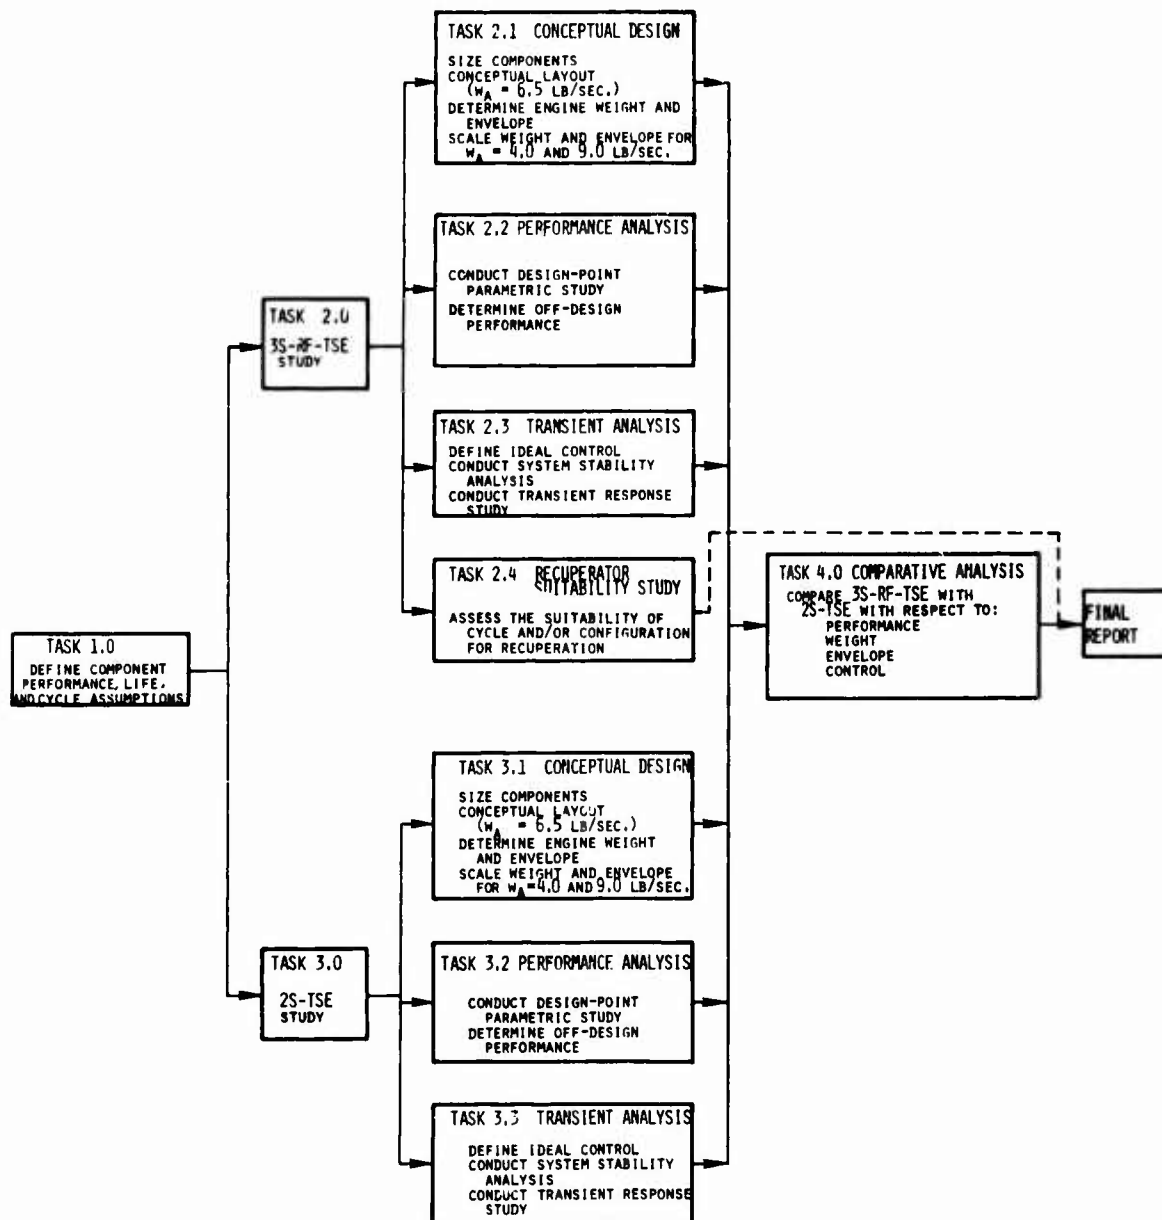 TASK 1.0
DEFINE COMPONENT
PERFORMANCE, LIFE,
AND CYCLE ASSUMPTIONS
TASK 2.0
3S-RF-TSE
STUDY
TASK 2.1 CONCEPTUAL DESIGN
SIZE COMPONENTS
CONCEPTUAL LAYOUT
(WA = 6.5 LB/SEC.)
DETERMINE ENGINE WEIGHT AND
ENVELOPE
SCALE WEIGHT AND ENVELOPE FOR
WA = 4.0 AND 9.0 LB/SEC.
TASK 2.2 PERFORMANCE ANALYSIS
CONDUCT DESIGN-POINT
PARAMETRIC STUDY
DETERMINE OFF-DESIGN
PERFORMANCE
TASK 2.3 TRANSIENT ANALYSIS
DEFINE IDEAL CONTROL
CONDUCT SYSTEM STABILITY
ANALYSIS
CONDUCT TRANSIENT RESPONSE
STUDY
TASK 2.4 RECUPERATOR
SUITABILITY STUDY
ASSESS THE SUITABILITY OF
CYCLE AND/OR CONFIGURATION
FOR RECUPERATION
TASK 3.0
2S-TSE
STUDY
TASK 3.1 CONCEPTUAL DESIGN
SIZE COMPONENTS
CONCEPTUAL LAYOUT
(WA = 6.5 LB/SEC.)
DETERMINE ENGINE WEIGHT
AND ENVELOPE
SCALE WEIGHT AND ENVELOPE
FOR WA=4.0 AND 9.0 LB/SEC.
TASK 3.2 PERFORMANCE ANALYSIS
CONDUCT DESIGN-POINT
PARAMETRIC STUDY
DETERMINE OFF-DESIGN
PERFORMANCE
TASK 3.3 TRANSIENT ANALYSIS
DEFINE IDEAL CONTROL
CONDUCT SYSTEM STABILITY
ANALYSIS
CONDUCT TRANSIENT RESPONSE
STUDY
TASK 4.0 COMPARATIVE ANALYSIS
COMPARE 3S-RF-TSE WITH
2S-TSE WITH RESPECT TO:
PERFORMANCE
WEIGHT
ENVELOPE
CONTROL
FINAL
REPORT